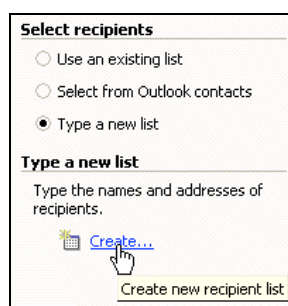 Select recipients
Use an existing list
Select from Outlook contacts
Type a new list
Type a new list
Type the names and addresses of
recipients.
Create...
Create new recipient list